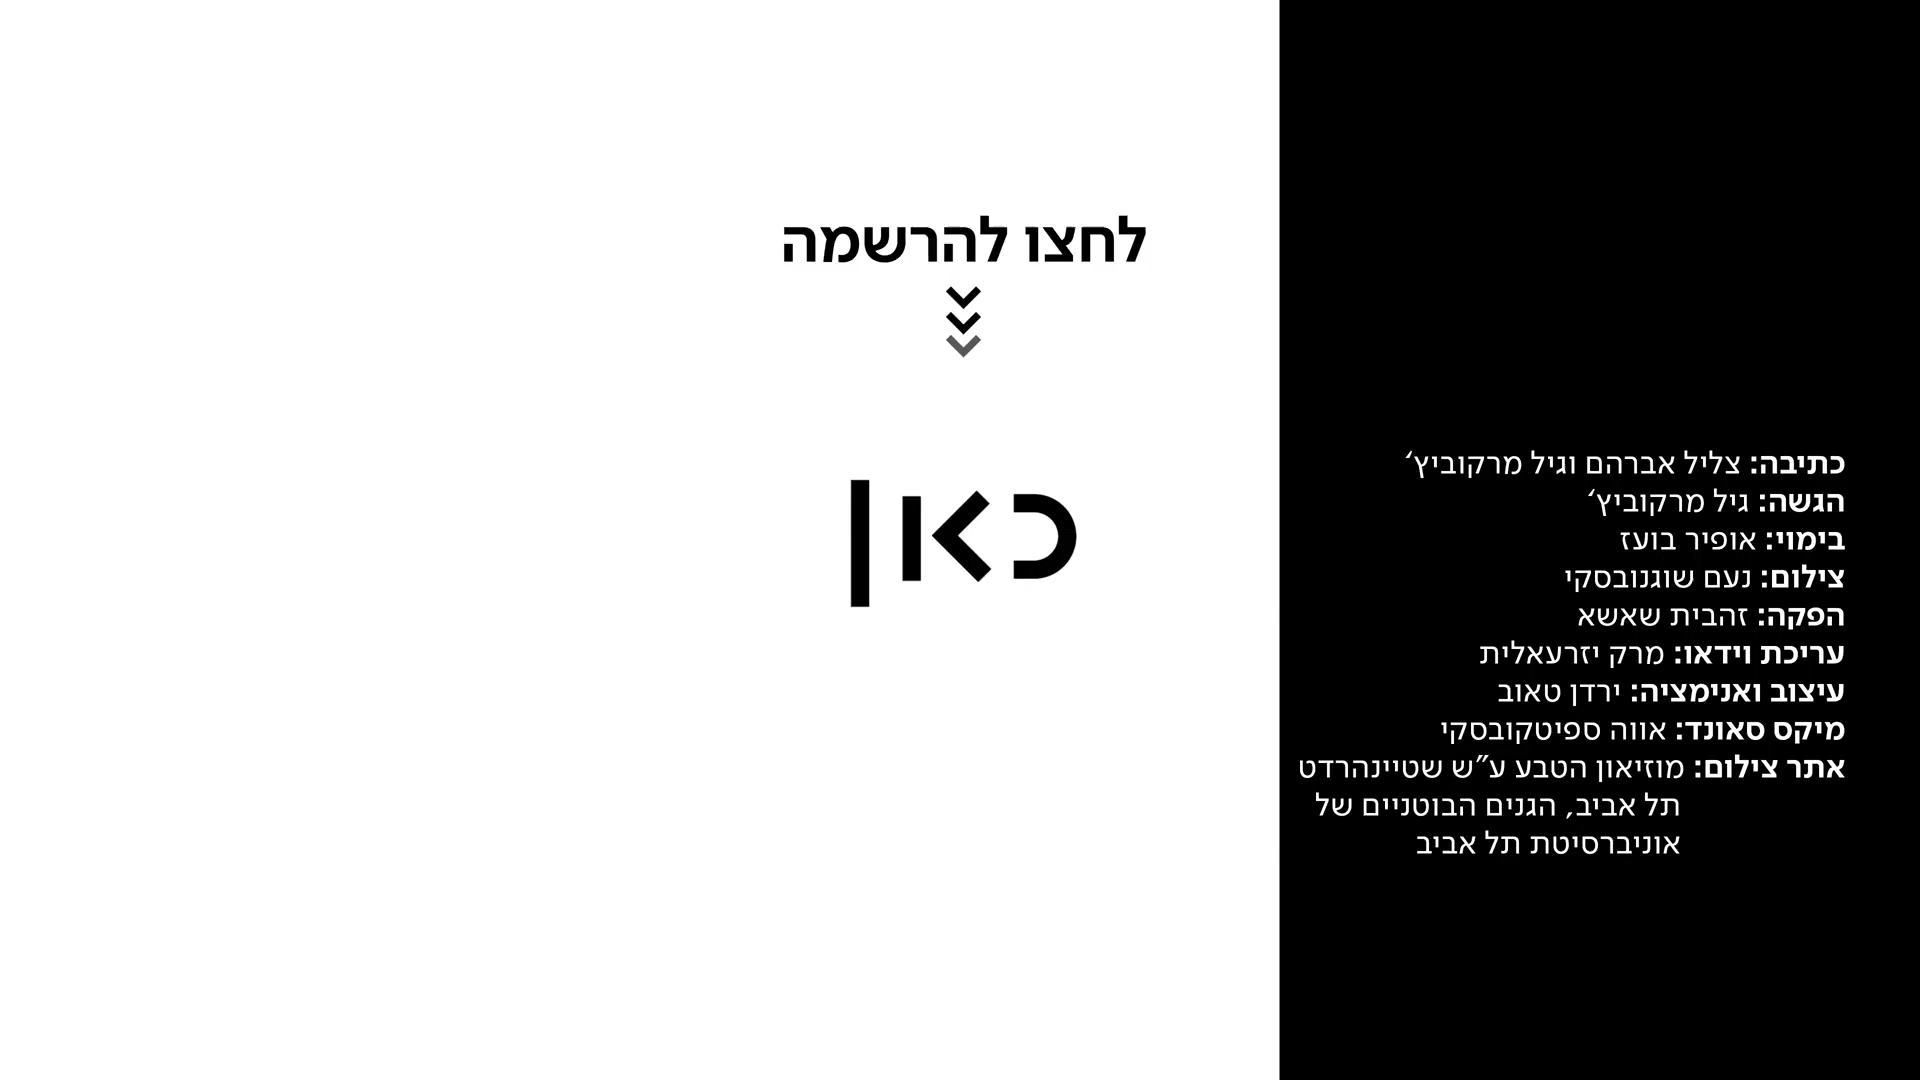 לחצו להרשמה
כאן
כתיבה: צליל אברהם וגיל מרקוביץ׳
הגשה: גיל מרקוביץ׳
בימוי: אופיר בועז
צילום: נעם שוגנובסקי
הפקה: זהבית שאשא
עריכת וידאו: מרק יזרעאלית
עיצוב ואנימציה: ירדן טאוב
מיקס סאונד: אווה ספיטקובסקי
אתר צילום: מוזיאון הטבע ע״ש שטיינהרדט
תל אביב, הגנים הבוטניים של
אוניברסיטת תל אביב